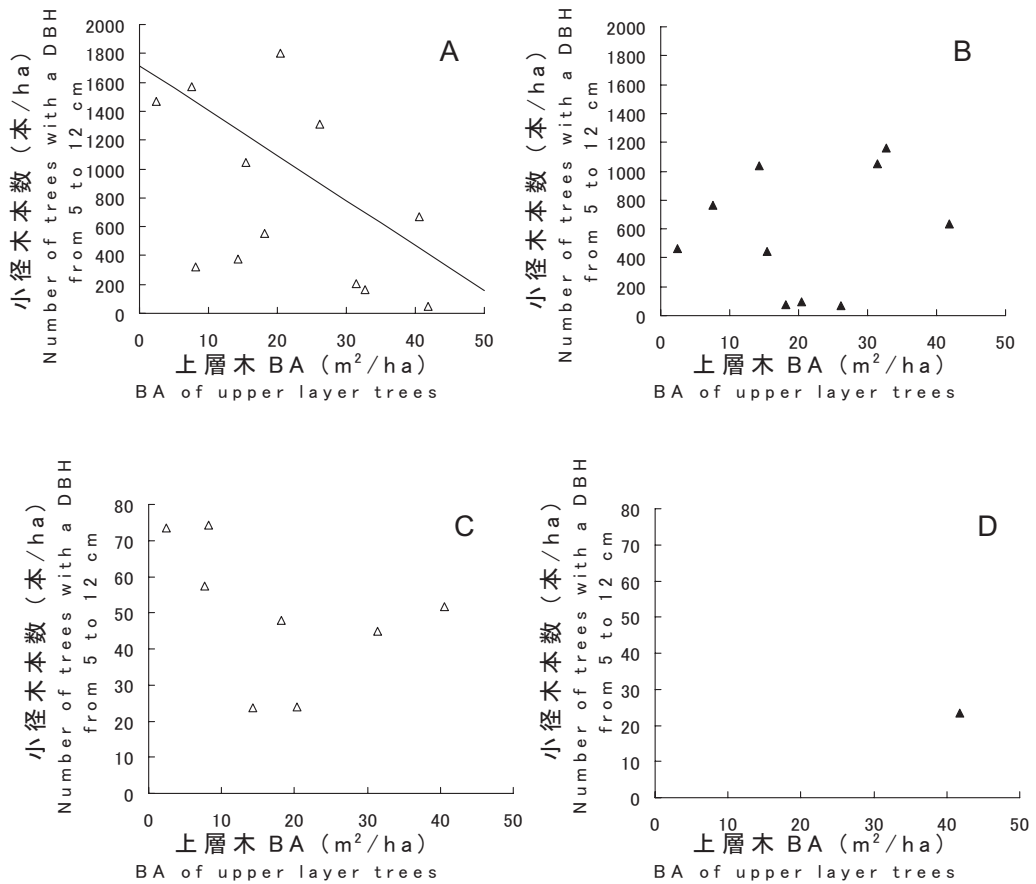 A
小径木本数 (本/ha)
Number of trees with a DBH
from 5 to 12 cm
2000
1800
1600
1400
1200
1000
800
600
400
200
0
0 10 20 30 40 50
上層木 BA (m²/ha)
BA of upper layer trees
B
小径木本数 (本/ha)
Number of trees with a DBH
from 5 to 12 cm
2000
1800
1600
1400
1200
1000
800
600
400
200
0
0 10 20 30 40 50
上層木 BA (m²/ha)
BA of upper layer trees
C
小径木本数 (本/ha)
Number of trees with a DBH
from 5 to 12 cm
80
70
60
50
40
30
20
10
0
0 10 20 30 40 50
上層木 BA (m²/ha)
BA of upper layer trees
D
小径木本数 (本/ha)
Number of trees with a DBH
from 5 to 12 cm
80
70
60
50
40
30
20
10
0
0 10 20 30 40 50
上層木 BA (m²/ha)
BA of upper layer trees